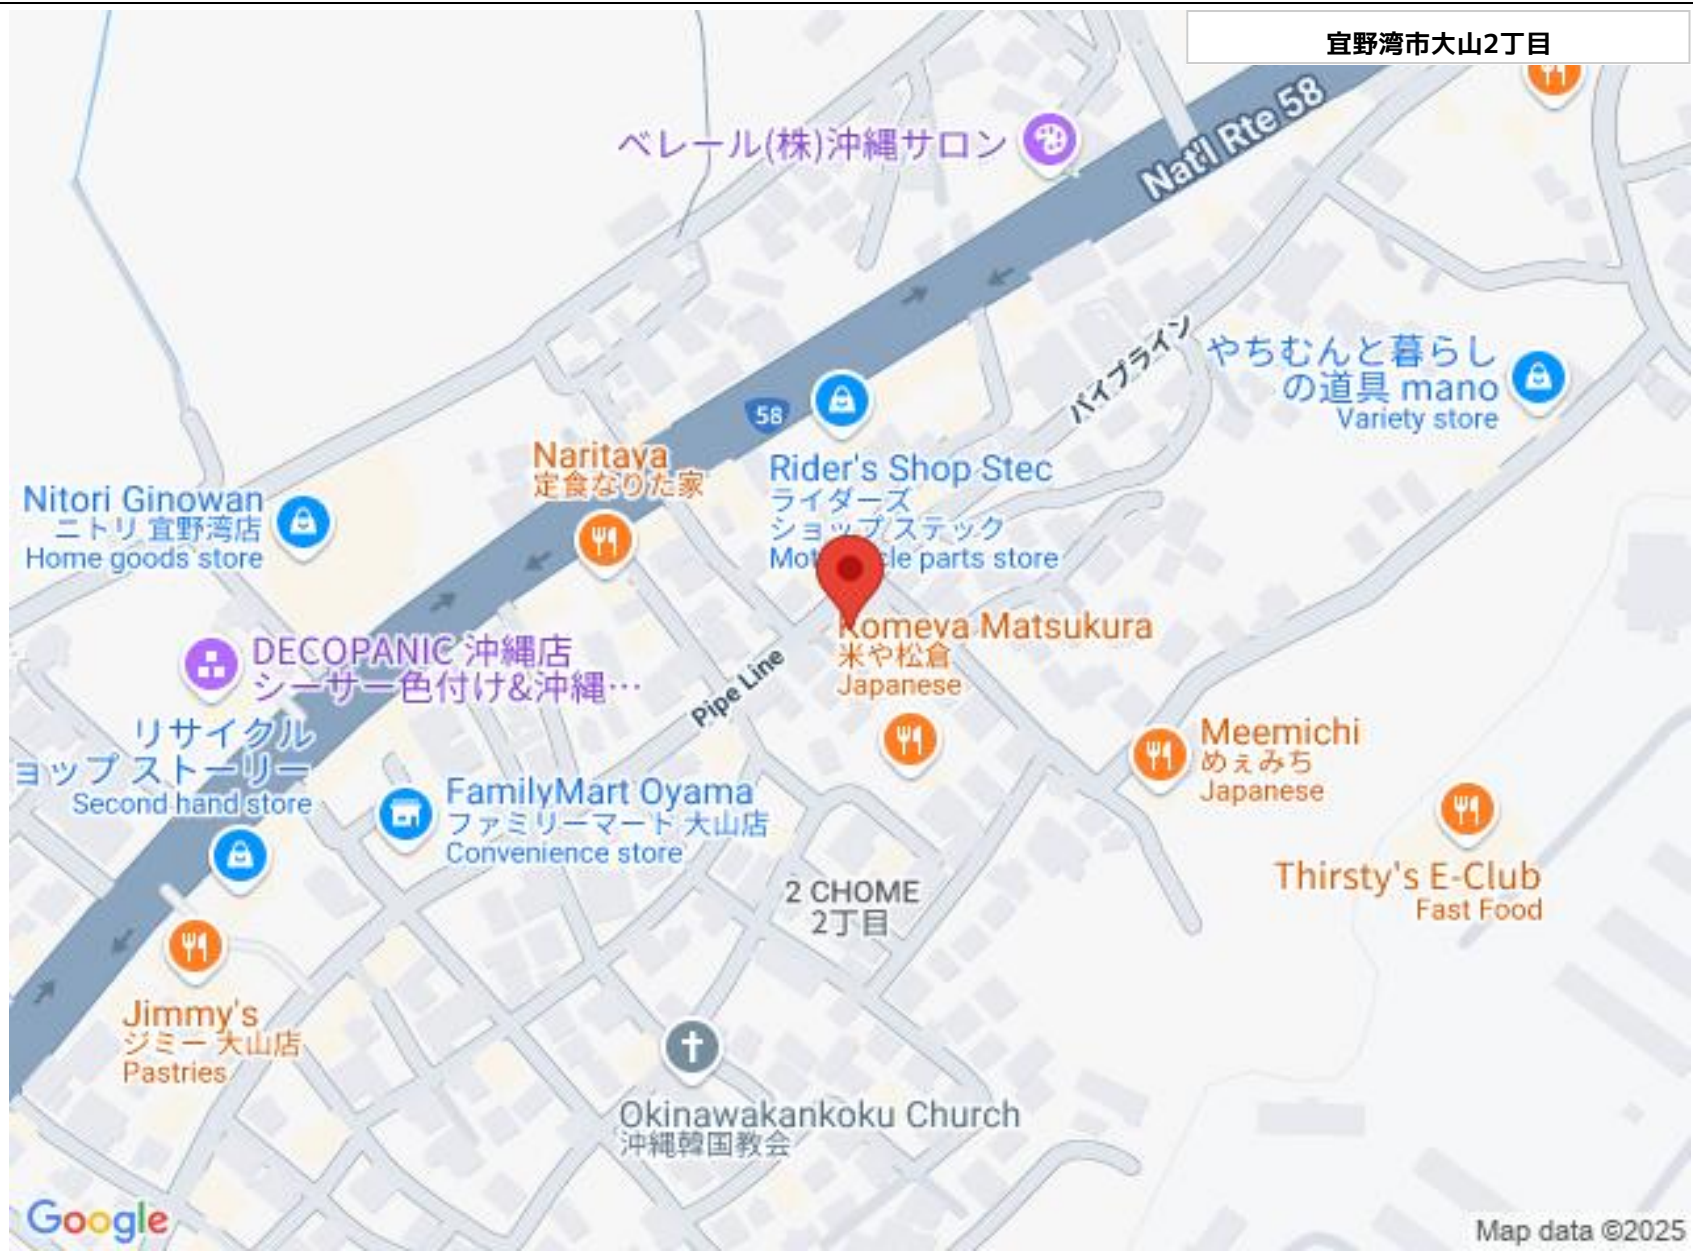 宜野湾市大山2丁目
Nat'l Rte 58
ベレール(株)沖縄サロン
パイプライン
やちむんと暮らし
の道具 mano
Variety store
58
Naritaya
定食なりた家
Rider's Shop Stec
ライダーズ
ショップ ステック
parts store
Nitori Ginowan
ニトリ 宜野湾店
Home goods store
Komeya Matsukura
米や松倉
Japanese
DECOPANIC 沖縄店
シーサー色付け&沖縄…
Pipe Line
リサイクル
ョップ ストーリー
Second hand store
Meemichi
めぇみち
Japanese
FamilyMart Oyama
ファミリーマート 大山店
Convenience store
Thirsty's E-Club
Fast Food
2 CHOME
2丁目
Jimmy's
ジミー 大山店
Pastries
Okinawakankoku Church
沖縄韓国教会
Google
Map data ©2025